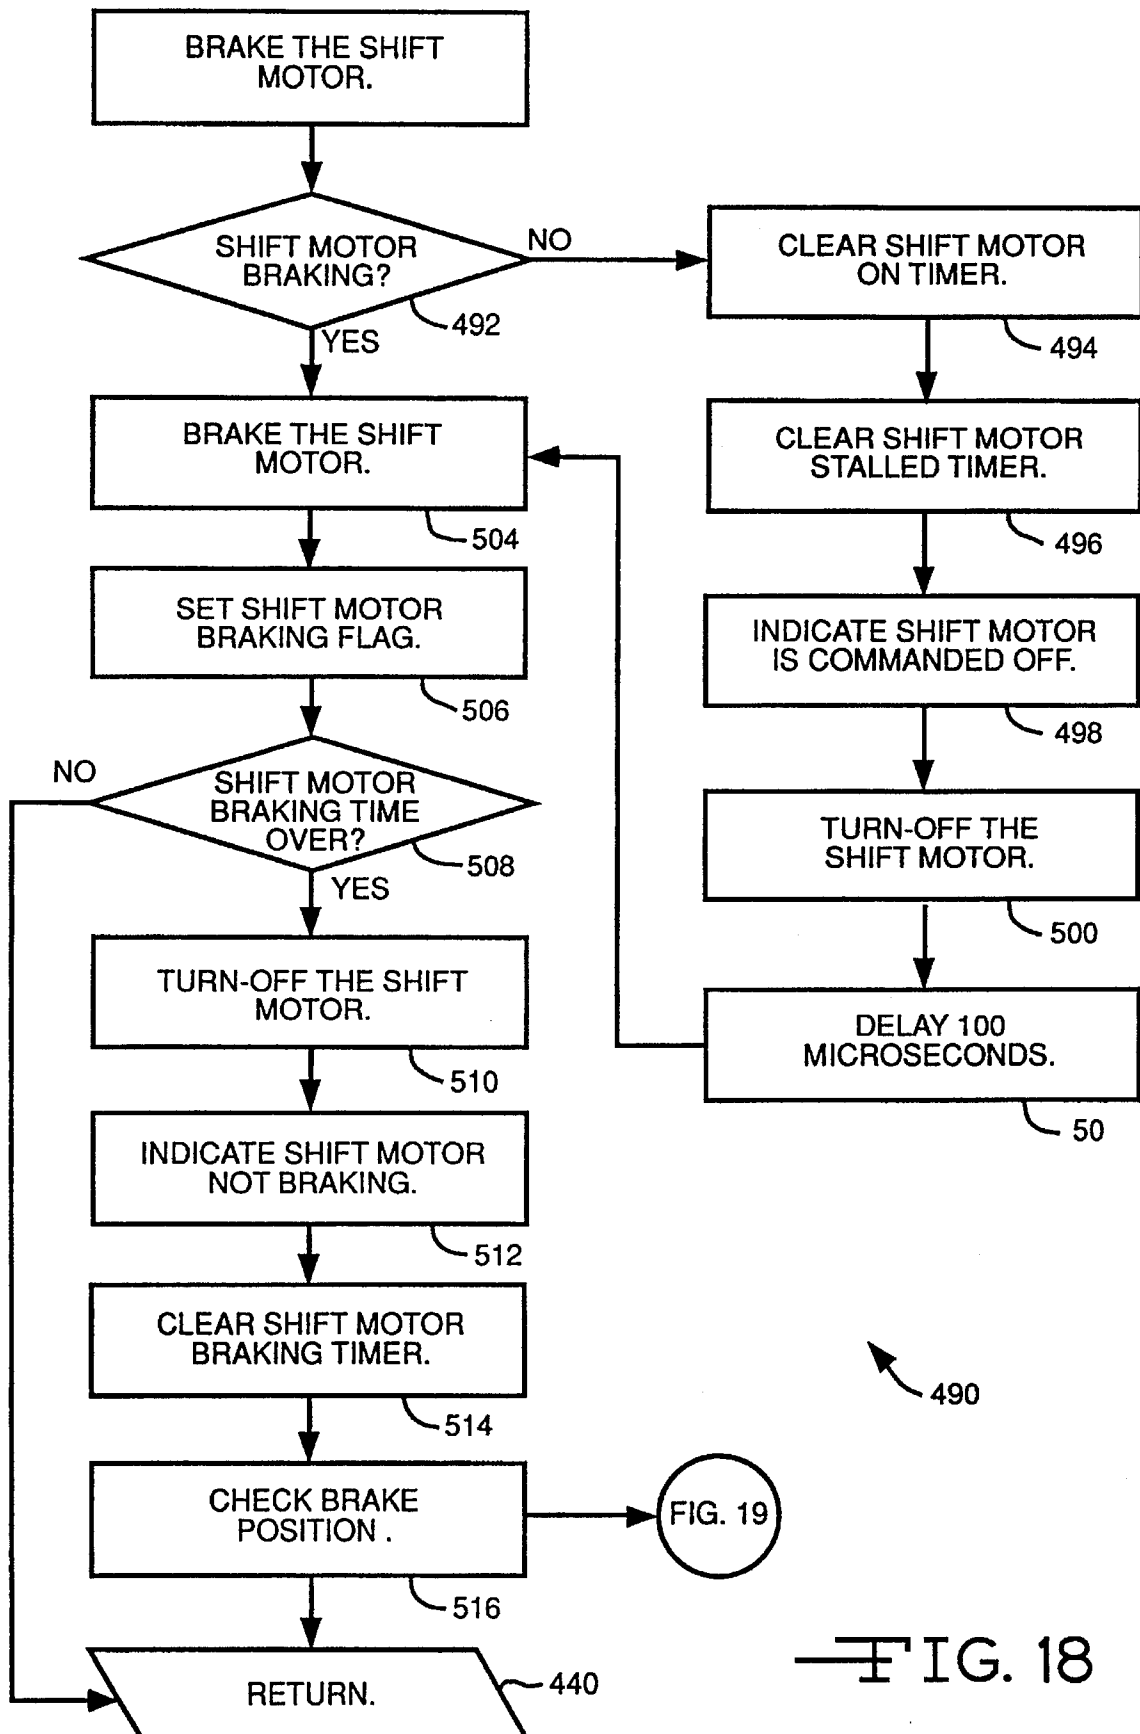 BRAKE THE SHIFT
MOTOR.
SHIFT MOTOR
BRAKING?
492
NO
YES
CLEAR SHIFT MOTOR
ON TIMER.
494
CLEAR SHIFT MOTOR
STALLED TIMER.
496
INDICATE SHIFT MOTOR
IS COMMANDED OFF.
498
TURN-OFF THE
SHIFT MOTOR.
500
DELAY 100
MICROSECONDS.
50
BRAKE THE SHIFT
MOTOR.
504
SET SHIFT MOTOR
BRAKING FLAG.
506
NO
SHIFT MOTOR
BRAKING TIME
OVER?
508
YES
TURN-OFF THE SHIFT
MOTOR.
510
INDICATE SHIFT MOTOR
NOT BRAKING.
512
CLEAR SHIFT MOTOR
BRAKING TIMER.
514
CHECK BRAKE
POSITION .
516
FIG. 19
RETURN.
440
490
FIG. 18